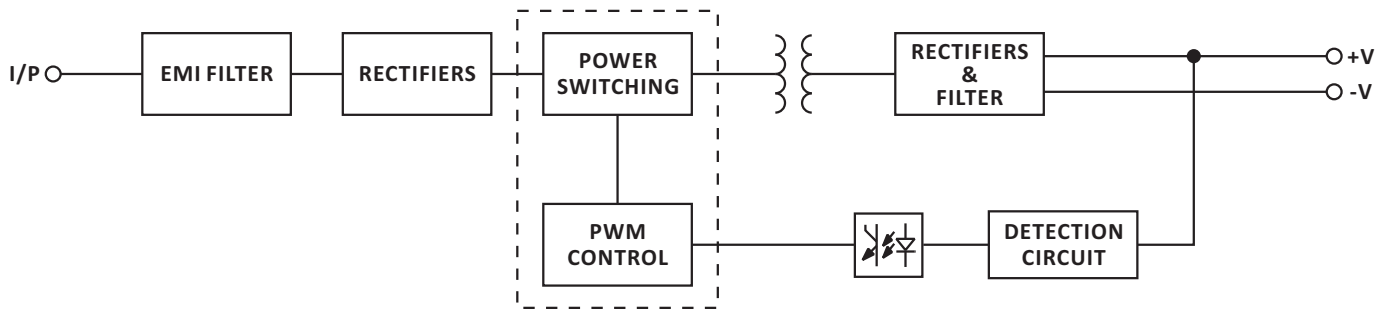 I/P
EMI FILTER
RECTIFIERS
POWER
SWITCHING
RECTIFIERS
&
FILTER
+V
-V
PWM
CONTROL
DETECTION
CIRCUIT